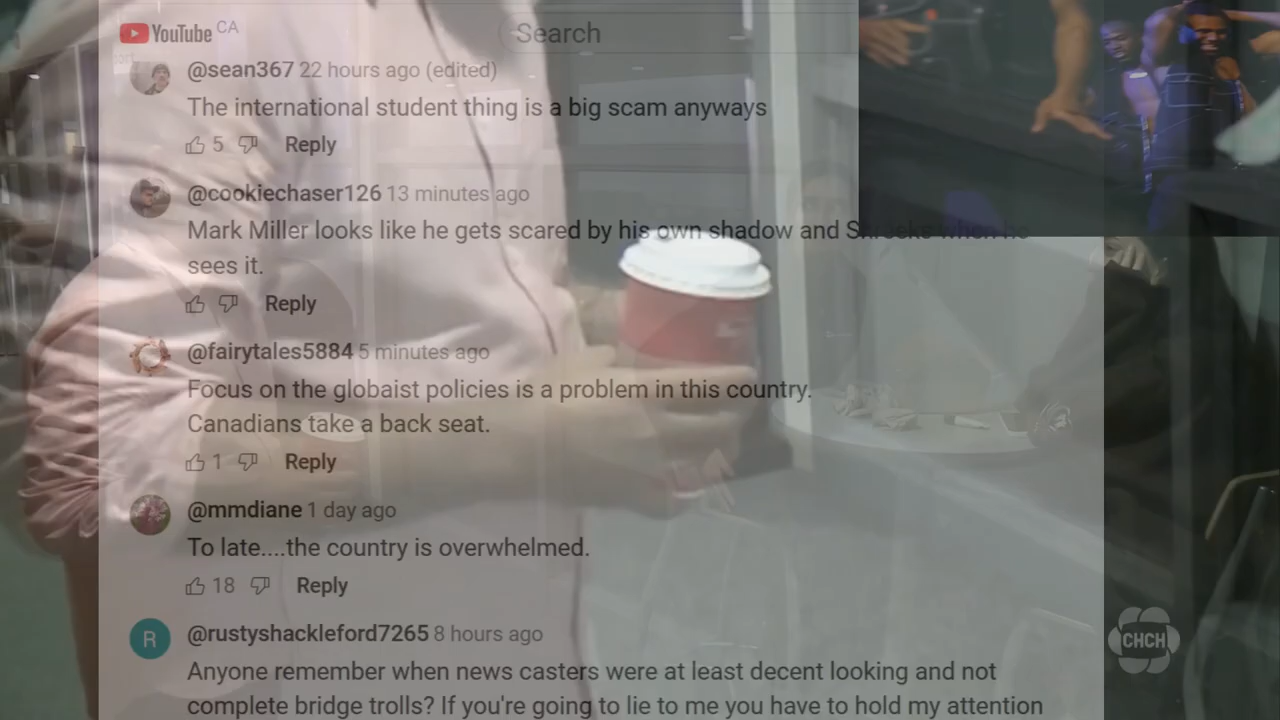 YouTube CA
Search
@sean367 22 hours ago (edited)
The international student thing is a big scam anyways
5 Reply
@cookiechaser126 13 minutes ago
Mark Miller looks like he gets scared by his own shadow and Shreeks when he
sees it.
Reply
@fairytales5884 5 minutes ago
Focus on the globaist policies is a problem in this country.
Canadians take a back seat.
1 Reply
@mmdiane 1 day ago
To late....the country is overwhelmed.
18 Reply
R @rustyshackleford7265 8 hours ago
Anyone remember when news casters were at least decent looking and not
complete bridge trolls? If you're going to lie to me you have to hold my attention
CHCH